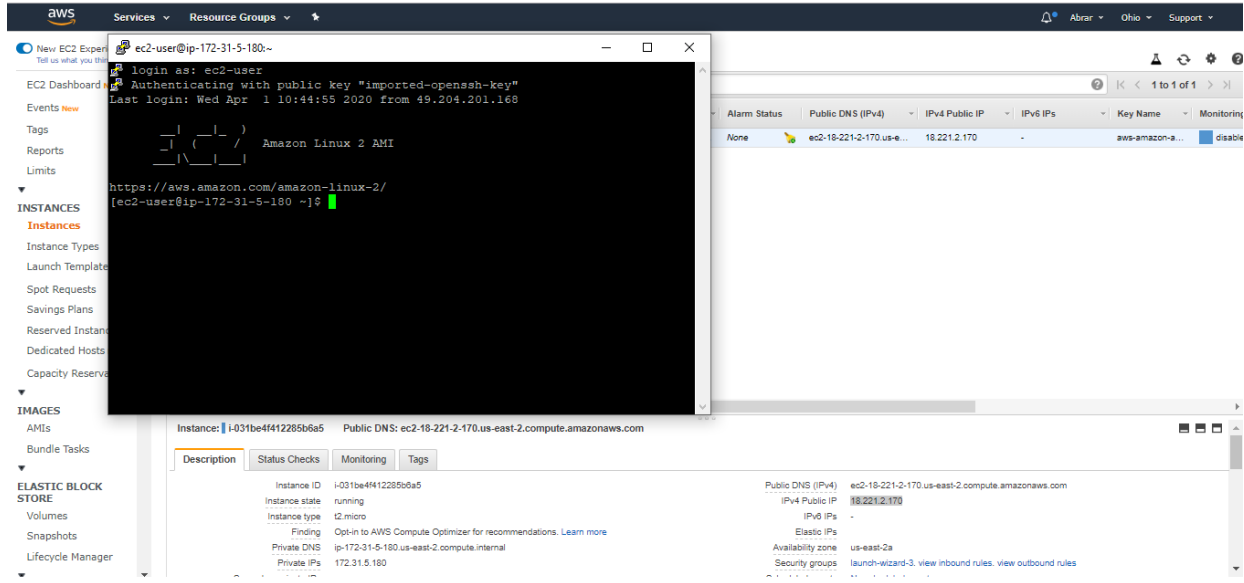 aws Services Resource Groups Abrar Ohio Support
New EC2 Experi
Tell us what you thin
EC2 Dashboard
Events New
Tags
Reports
Limits
INSTANCES
Instances
Instance Types
Launch Template
Spot Requests
Savings Plans
Reserved Instanc
Dedicated Hosts
Capacity Reserva
IMAGES
AMIs
Bundle Tasks
ELASTIC BLOCK
STORE
Volumes
Snapshots
Lifecycle Manager
ec2-user@ip-172-31-5-180:~
login as: ec2-user
Authenticating with public key "imported-openssh-key"
Last login: Wed Apr  1 10:44:55 2020 from 49.204.201.168
__|  __|_  )
_|  (     /   Amazon Linux 2 AMI
___|\___|___|
https://aws.amazon.com/amazon-linux-2/
[ec2-user@ip-172-31-5-180 ~]$
1 to 1 of 1
Alarm Status Public DNS (IPv4) IPv4 Public IP IPv6 IPs Key Name Monitoring
None ec2-18-221-2-170.us-e... 18.221.2.170 - aws-amazon-a... disable
Instance: i-031be4f412285b6a5 Public DNS: ec2-18-221-2-170.us-east-2.compute.amazonaws.com
Description Status Checks Monitoring Tags
Instance ID i-031be4f412285b6a5
Instance state running
Instance type t2.micro
Finding Opt-in to AWS Compute Optimizer for recommendations. Learn more
Private DNS ip-172-31-5-180.us-east-2.compute.internal
Private IPs 172.31.5.180
Public DNS (IPv4) ec2-18-221-2-170.us-east-2.compute.amazonaws.com
IPv4 Public IP 18.221.2.170
IPv6 IPs -
Elastic IPs
Availability zone us-east-2a
Security groups launch-wizard-3. view inbound rules. view outbound rules